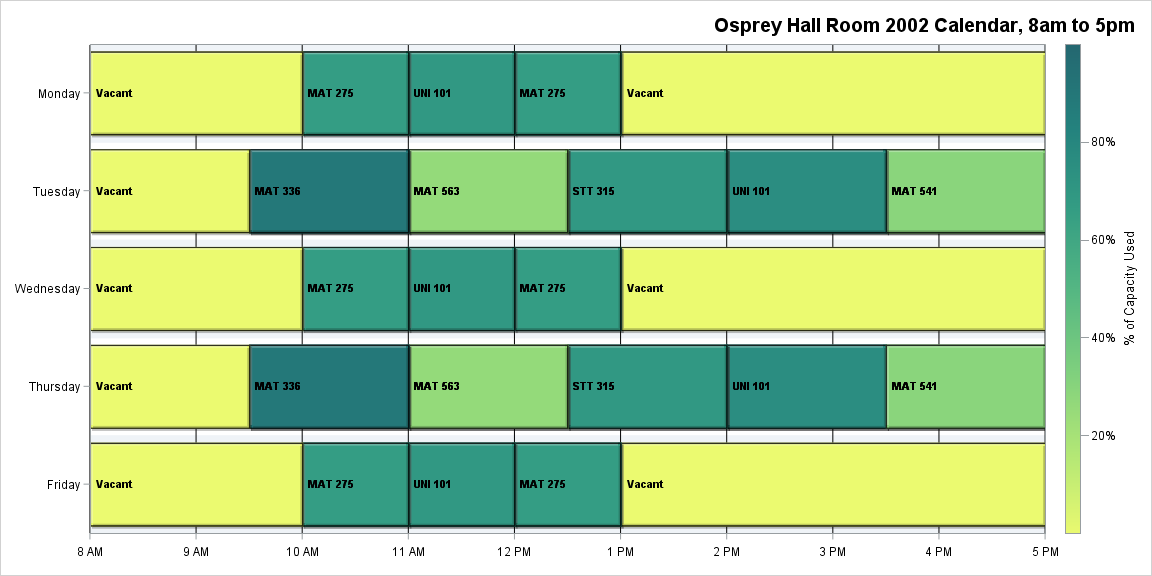 Osprey Hall Room 2002 Calendar, 8am to 5pm
Monday Vacant MAT 275 UNI 101 MAT 275 Vacant
Tuesday Vacant MAT 336 MAT 563 STT 315 UNI 101 MAT 541
Wednesday Vacant MAT 275 UNI 101 MAT 275 Vacant
Thursday Vacant MAT 336 MAT 563 STT 315 UNI 101 MAT 541
Friday Vacant MAT 275 UNI 101 MAT 275 Vacant
8 AM 9 AM 10 AM 11 AM 12 PM 1 PM 2 PM 3 PM 4 PM 5 PM
80%
60%
40%
20%
% of Capacity Used